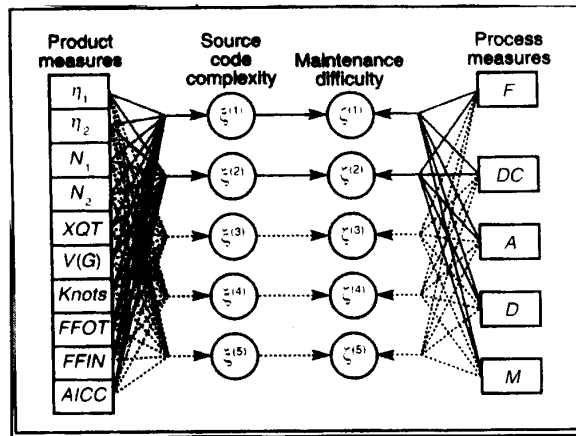 Product measures
Source code complexity
Maintenance difficulty
Process measures
η₁
η₂
N₁
N₂
XQT
V(G)
Knots
FFOT
FFIN
AICC
ξ⁽¹⁾
ξ⁽²⁾
ξ⁽³⁾
ξ⁽⁴⁾
ξ⁽⁵⁾
ζ⁽¹⁾
ζ⁽²⁾
ζ⁽³⁾
ζ⁽⁴⁾
ζ⁽⁵⁾
F
DC
A
D
M